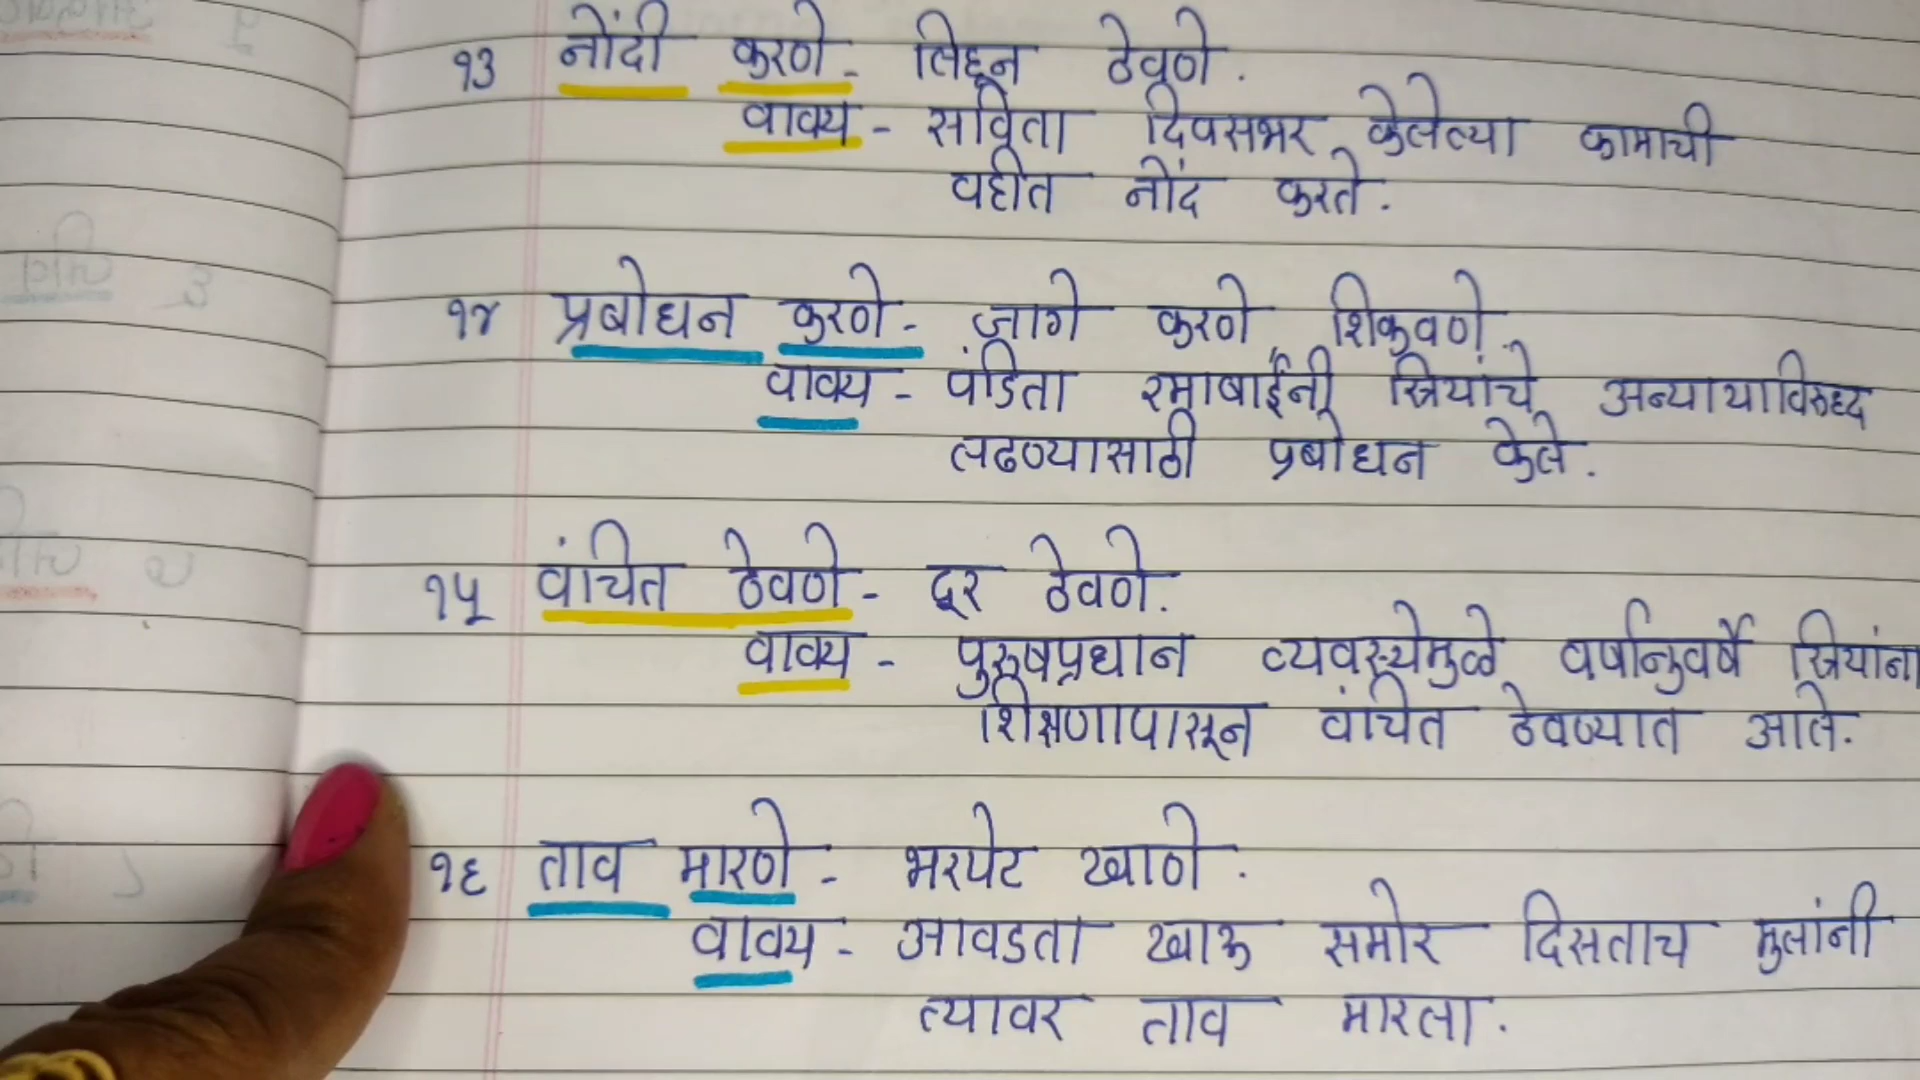 १३ नोंदी करणे - लिहून ठेवणे.
वाक्य - सविता दिवसभर केलेल्या कामाची
वहीत नोंद करते.
१४ प्रबोधन करणे - जागे करणे शिकवणे.
वाक्य - पंडिता रमाबाईंनी स्त्रियांचे अन्यायाविरुध्द
लढण्यासाठी प्रबोधन केले.
१५ वंचित ठेवणे - दूर ठेवणे.
वाक्य - पुरुषप्रधान व्यवस्थेमुळे वर्षानुवर्षे स्त्रियांना
शिक्षणापासून वंचित ठेवण्यात आले.
१६ ताव मारणे - भरपेट खाणे.
वाक्य - आवडता खाऊ समोर दिसताच मुलांनी
त्यावर ताव मारला.